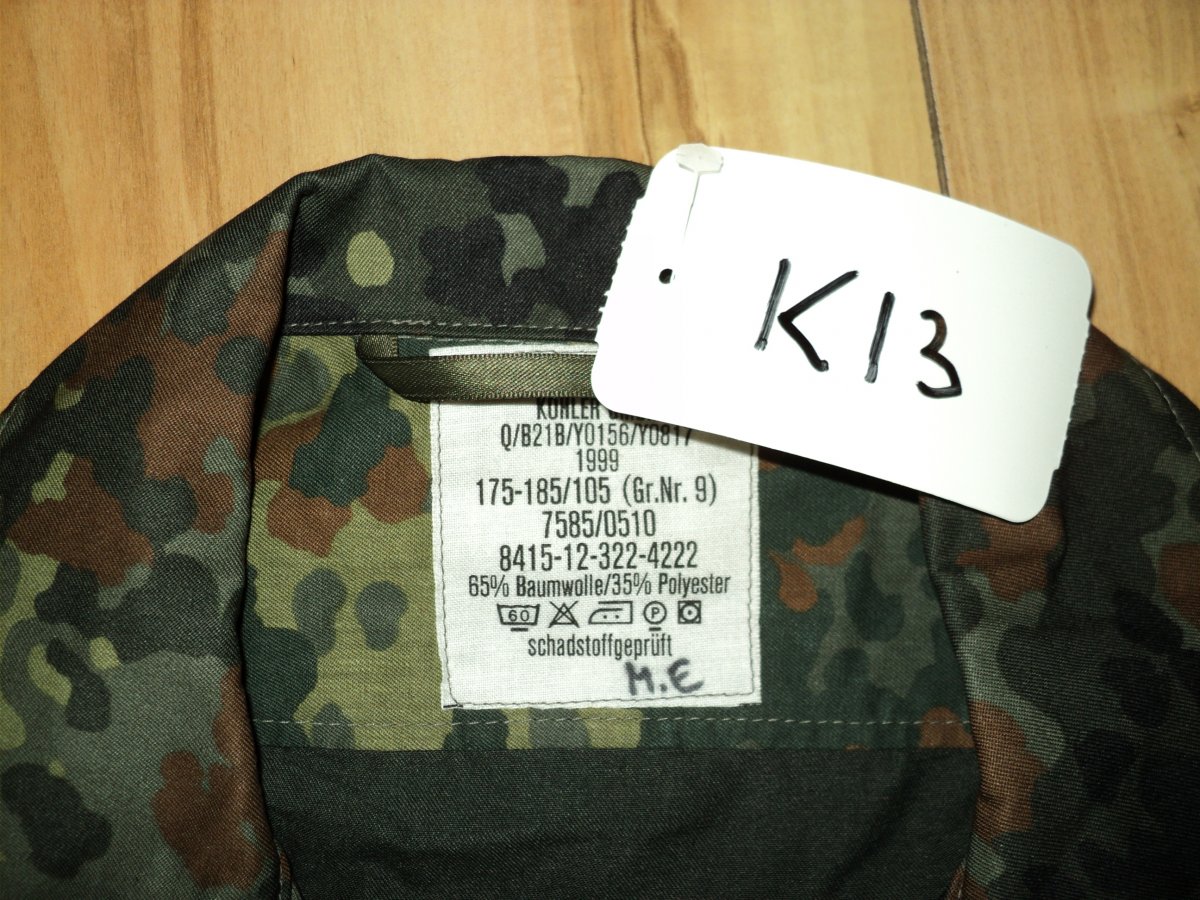 K13
KÖHLER
Q/B21B/Y0156/Y0817
1999
175-185/105 (Gr.Nr. 9)
7585/0510
8415-12-322-4222
65% Baumwolle/35% Polyester
60 P
schadstoffgeprüft
M.E